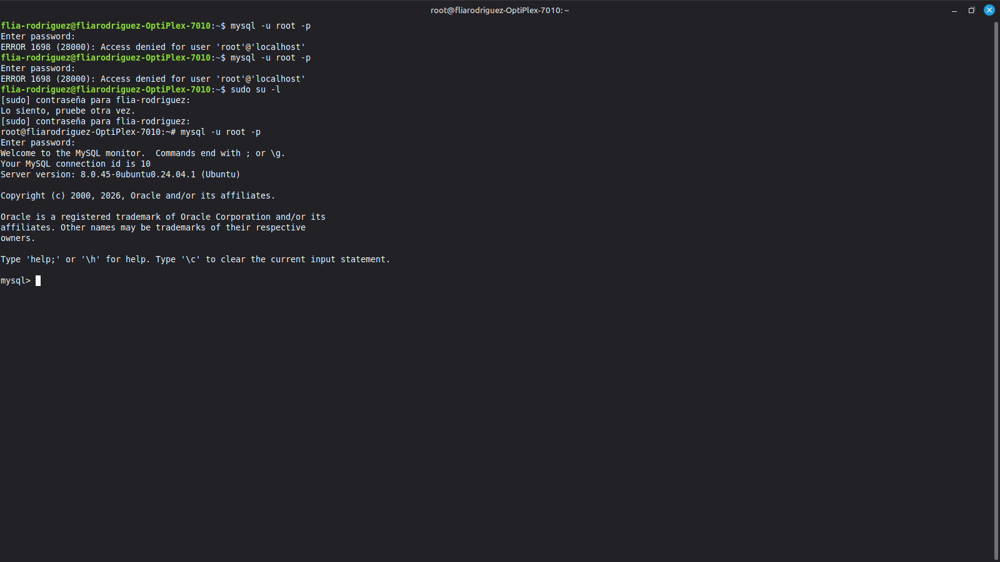 root@fliarodriguez-OptiPlex-7010: ~
flia-rodriguez@fliarodriguez-OptiPlex-7010:~$ mysql -u root -p
Enter password:
ERROR 1698 (28000): Access denied for user 'root'@'localhost'
flia-rodriguez@fliarodriguez-OptiPlex-7010:~$ mysql -u root -p
Enter password:
ERROR 1698 (28000): Access denied for user 'root'@'localhost'
flia-rodriguez@fliarodriguez-OptiPlex-7010:~$ sudo su -l
[sudo] contraseña para flia-rodriguez:
Lo siento, pruebe otra vez.
[sudo] contraseña para flia-rodriguez:
root@fliarodriguez-OptiPlex-7010:~# mysql -u root -p
Enter password:
Welcome to the MySQL monitor.  Commands end with ; or \g.
Your MySQL connection id is 10
Server version: 8.0.45-0ubuntu0.24.04.1 (Ubuntu)
Copyright (c) 2000, 2026, Oracle and/or its affiliates.
Oracle is a registered trademark of Oracle Corporation and/or its
affiliates. Other names may be trademarks of their respective
owners.
Type 'help;' or '\h' for help. Type '\c' to clear the current input statement.
mysql>